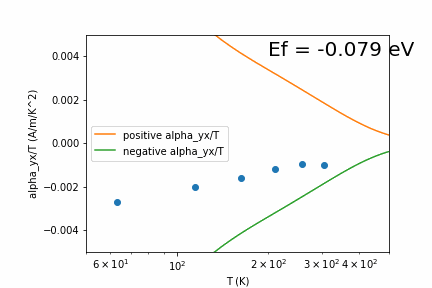 Ef = -0.079 eV
alpha_yx/T (A/m/K^2)
0.004
0.002
0.000
−0.002
−0.004
positive alpha_yx/T
negative alpha_yx/T
6 × 10¹
10²
2 × 10²
3 × 10²
4 × 10²
T (K)